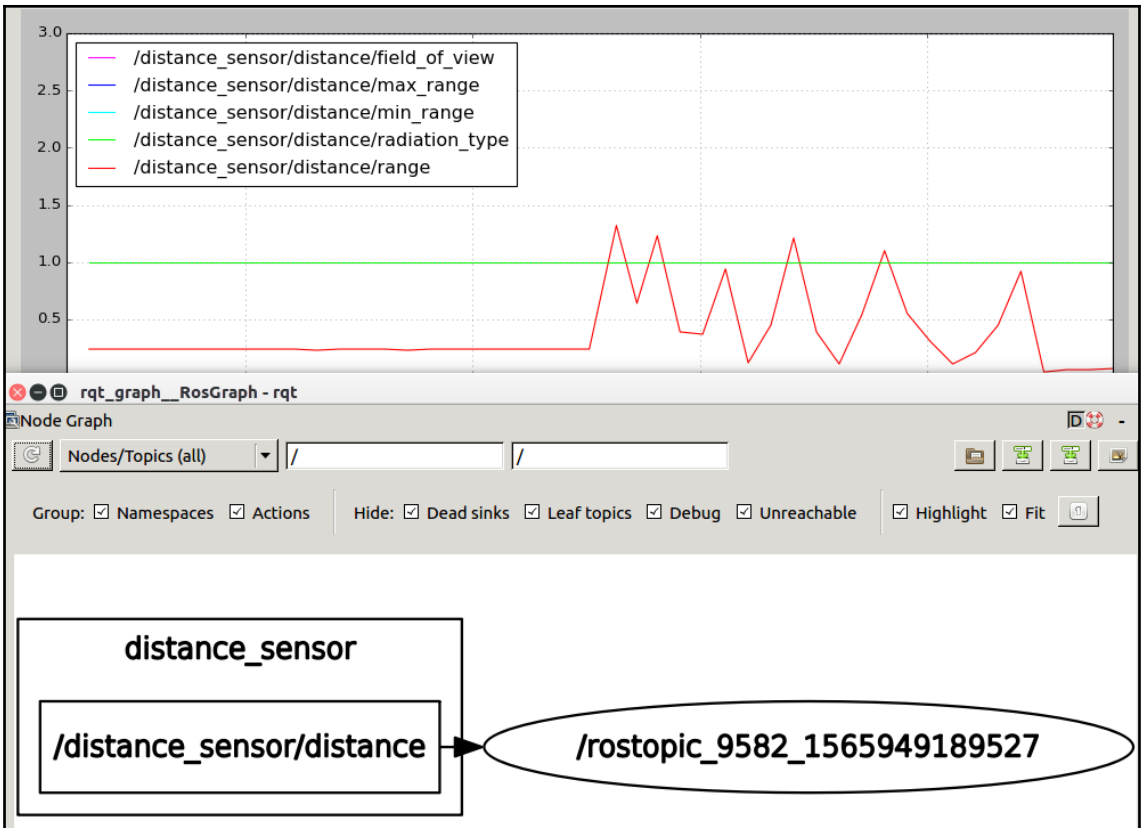 3.0
/distance_sensor/distance/field_of_view
/distance_sensor/distance/max_range
2.5
/distance_sensor/distance/min_range
/distance_sensor/distance/radiation_type
2.0
/distance_sensor/distance/range
1.5
1.0
0.5
rqt_graph__RosGraph - rqt
Node Graph D -
Nodes/Topics (all) / /
Group: Namespaces Actions Hide: Dead sinks Leaf topics Debug Unreachable Highlight Fit
distance_sensor
/distance_sensor/distance /rostopic_9582_1565949189527